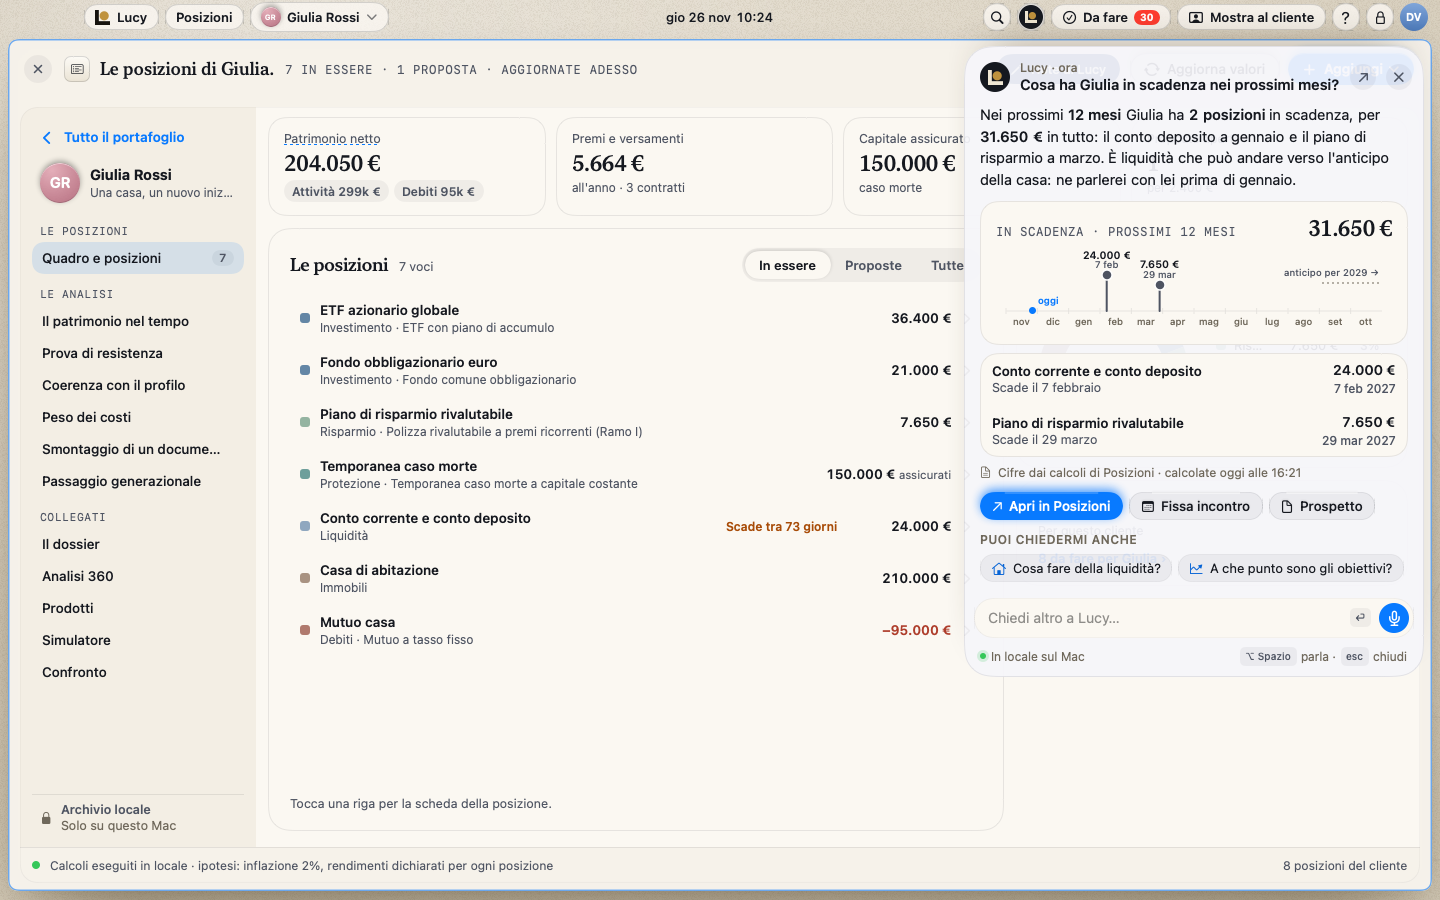 Lucy
Posizioni
GR Giulia Rossi
gio 26 nov 10:24
Da fare 30
Mostra al cliente
?
DV
Le posizioni di Giulia.
7 IN ESSERE · 1 PROPOSTA · AGGIORNATE ADESSO
Tutto il portafoglio
GR
Giulia Rossi
Una casa, un nuovo iniz...
LE POSIZIONI
Quadro e posizioni 7
LE ANALISI
Il patrimonio nel tempo
Prova di resistenza
Coerenza con il profilo
Peso dei costi
Smontaggio di un docume...
Passaggio generazionale
COLLEGATI
Il dossier
Analisi 360
Prodotti
Simulatore
Confronto
Archivio locale
Solo su questo Mac
Patrimonio netto
204.050 €
Attività 299k €
Debiti 95k €
Premi e versamenti
5.664 €
all'anno · 3 contratti
Capitale assicurat
150.000 €
caso morte
Le posizioni 7 voci
In essere
Proposte
Tutte
ETF azionario globale
Investimento · ETF con piano di accumulo
36.400 €
Fondo obbligazionario euro
Investimento · Fondo comune obbligazionario
21.000 €
Piano di risparmio rivalutabile
Risparmio · Polizza rivalutabile a premi ricorrenti (Ramo I)
7.650 €
Temporanea caso morte
Protezione · Temporanea caso morte a capitale costante
150.000 € assicurati
Conto corrente e conto deposito
Liquidità
Scade tra 73 giorni
24.000 €
Casa di abitazione
Immobili
210.000 €
Mutuo casa
Debiti · Mutuo a tasso fisso
−95.000 €
Tocca una riga per la scheda della posizione.
Lucy · ora
Cosa ha Giulia in scadenza nei prossimi mesi?
Nei prossimi 12 mesi Giulia ha 2 posizioni in scadenza, per
31.650 € in tutto: il conto deposito a gennaio e il piano di
risparmio a marzo. È liquidità che può andare verso l'anticipo
della casa: ne parlerei con lei prima di gennaio.
IN SCADENZA · PROSSIMI 12 MESI
31.650 €
24.000 €
7 feb
7.650 €
29 mar
anticipo per 2029 →
oggi
nov dic gen feb mar apr mag giu lug ago set ott
Conto corrente e conto deposito
24.000 €
Scade il 7 febbraio
7 feb 2027
Piano di risparmio rivalutabile
7.650 €
Scade il 29 marzo
29 mar 2027
Cifre dai calcoli di Posizioni · calcolate oggi alle 16:21
Apri in Posizioni
Fissa incontro
Prospetto
PUOI CHIEDERMI ANCHE
Cosa fare della liquidità?
A che punto sono gli obiettivi?
Chiedi altro a Lucy...
In locale sul Mac
⌥ Spazio parla · esc chiudi
Calcoli eseguiti in locale · ipotesi: inflazione 2%, rendimenti dichiarati per ogni posizione
8 posizioni del cliente